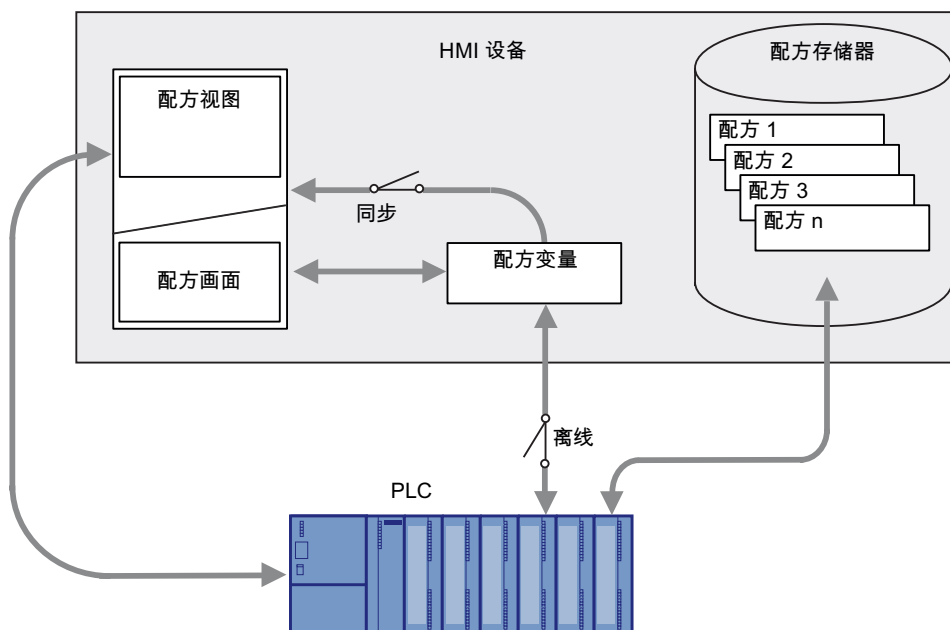 HMI 设备
配方存储器
配方视图
配方 1
配方 2
配方 3
配方 n
同步
配方变量
配方画面
离线
PLC